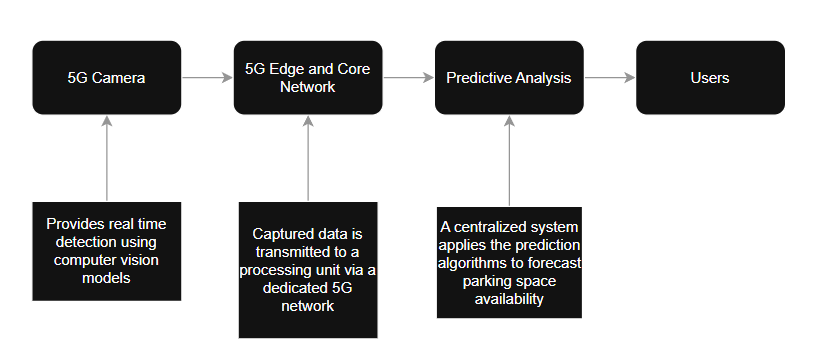 5G Camera
5G Edge and Core
Network
Predictive Analysis
Users
Provides real time
detection using
computer vision
models
Captured data is
transmitted to a
processing unit via a
dedicated 5G
network
A centralized system
applies the prediction
algorithms to forecast
parking space
availability